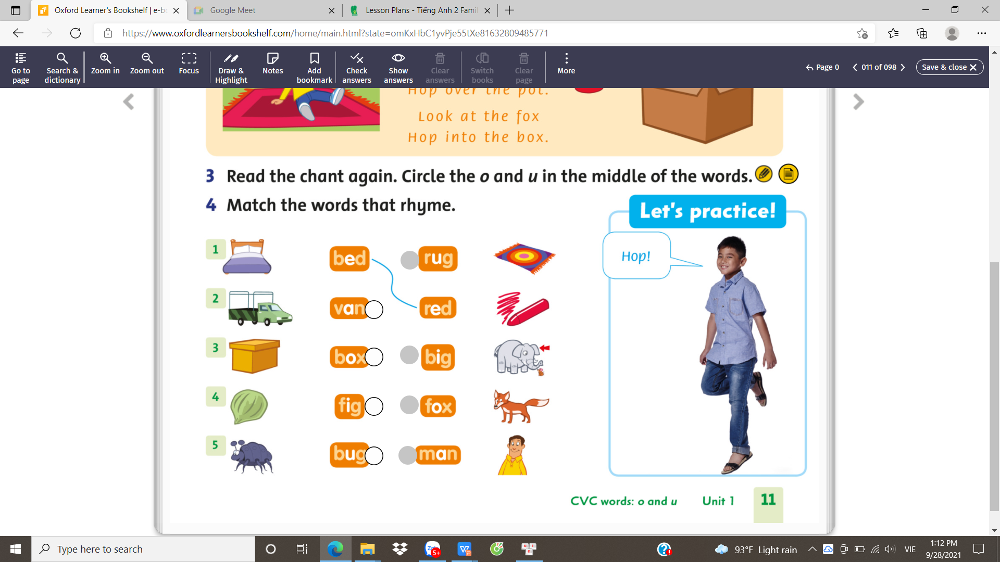 Oxford Learner's Bookshelf | e-bo
Google Meet
Lesson Plans - Tiếng Anh 2 Fami
https://www.oxfordlearnersbookshelf.com/home/main.html?state=omKxHbC1yvPje55tXe81632809485771
Go to page
Search & dictionary
Zoom in
Zoom out
Focus
Draw & Highlight
Notes
Add bookmark
Check answers
Show answers
Clear answers
Switch books
Clear page
More
Page 0
011 of 098
Save & close
Hop over the pot.
Look at the fox
Hop into the box.
3 Read the chant again. Circle the o and u in the middle of the words.
4 Match the words that rhyme.
Let's practice!
Hop!
1 bed rug
2 van red
3 box big
4 fig fox
5 bug man
CVC words: o and u Unit 1 11
Type here to search
Zalo
5+
93°F Light rain
VIE
1:12 PM
9/28/2021